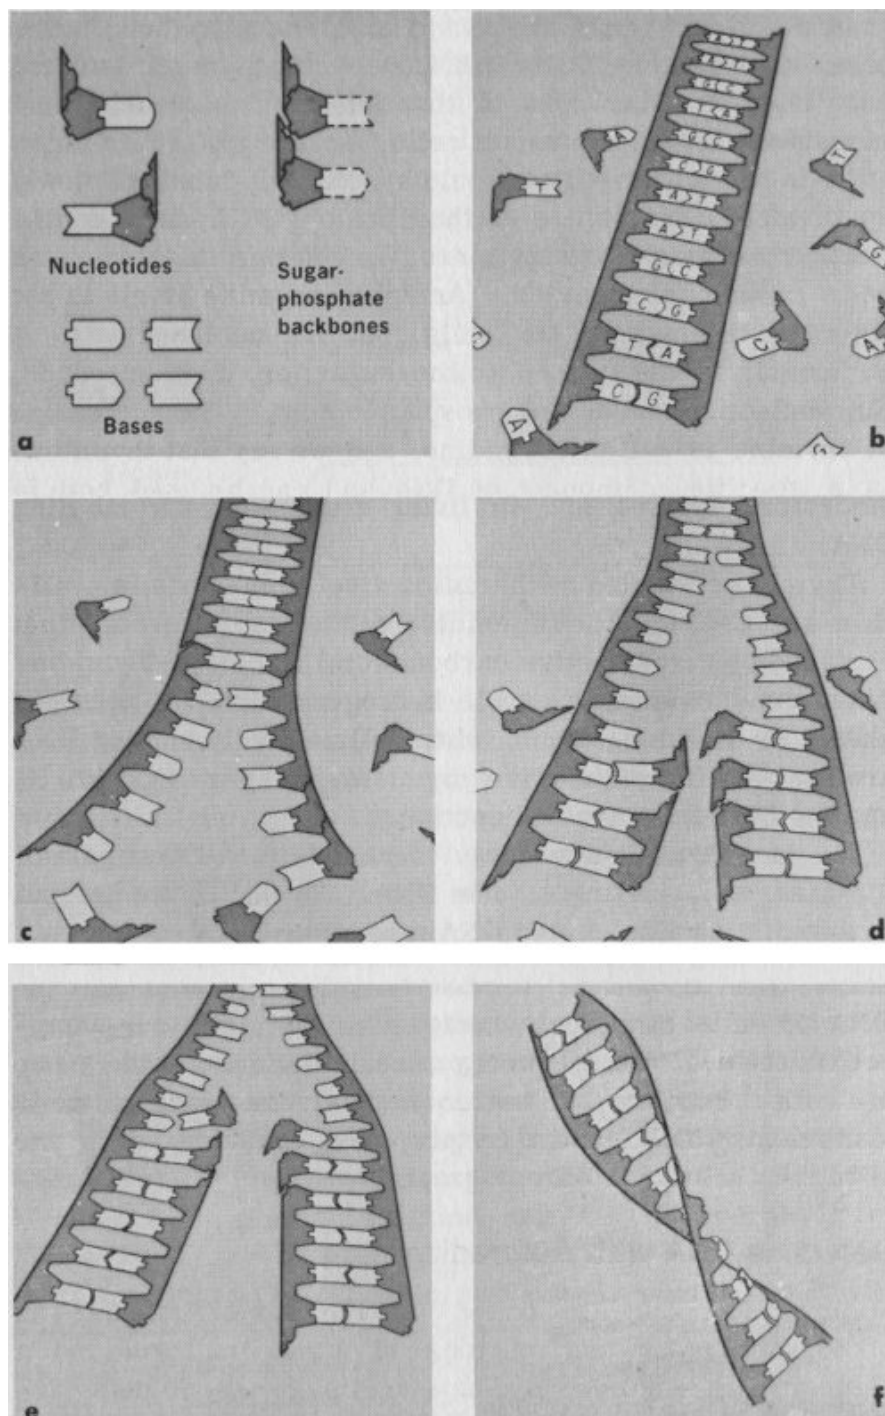 Nucleotides
Sugar-
phosphate
backbones
Bases
a
G C
T A
G C
A
T
C G
T
A T
A T
G
G C
C G
C
A
T A
C G
A
G
b
c
d
e
f